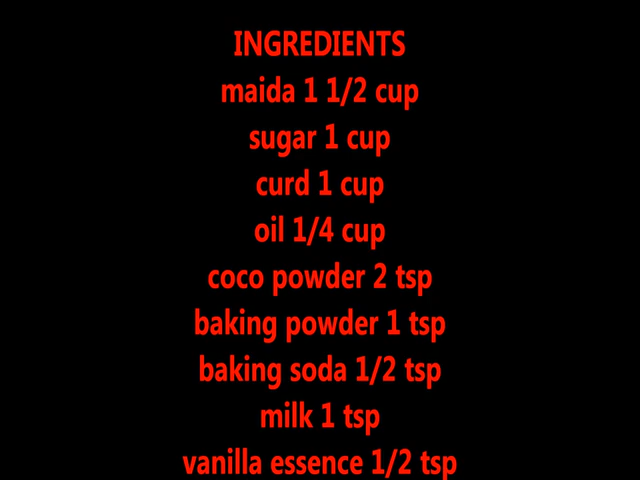 INGREDIENTS
maida 1 1/2 cup
sugar 1 cup
curd 1 cup
oil 1/4 cup
coco powder 2 tsp
baking powder 1 tsp
baking soda 1/2 tsp
milk 1 tsp
vanilla essence 1/2 tsp